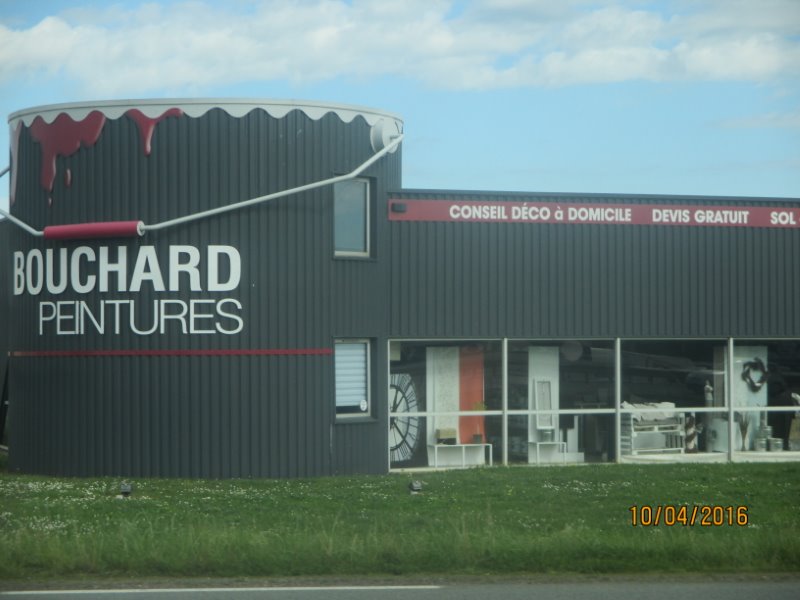 CONSEIL DÉCO à DOMICILE DEVIS GRATUIT SOL
BOUCHARD
PEINTURES
10/04/2016